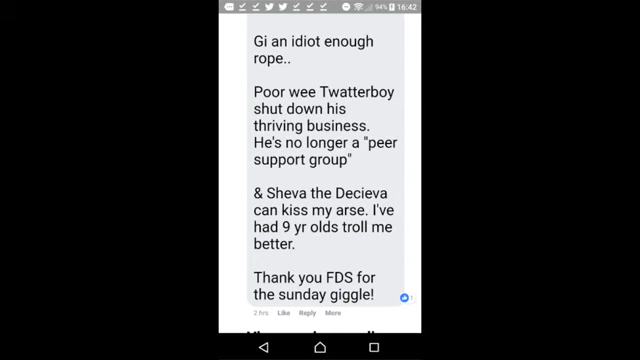 94% 16:42
Gi an idiot enough
rope..
Poor wee Twatterboy
shut down his
thriving business.
He's no longer a "peer
support group"
& Sheva the Decieva
can kiss my arse. I've
had 9 yr olds troll me
better.
Thank you FDS for
the sunday giggle!
1
2 hrs Like Reply More